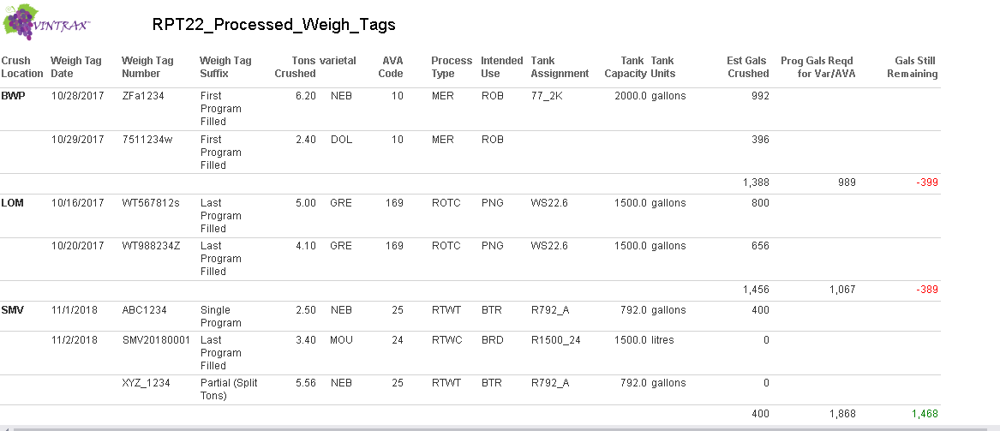 VINTRAX™
RPT22_Processed_Weigh_Tags
Crush Weigh Tag Weigh Tag Weigh Tag Tons varietal AVA Process Intended Tank Tank Tank Est Gals Prog Gals Reqd Gals Still
Location Date Number Suffix Crushed Code Type Use Assignment Capacity Units Crushed for Var/AVA Remaining
BWP 10/28/2017 ZFa1234 First 6.20 NEB 10 MER ROB 77_2K 2000.0 gallons 992
Program
Filled
10/29/2017 7511234w First 2.40 DOL 10 MER ROB 396
Program
Filled
1,388 989 -399
LOM 10/16/2017 WT567812s Last 5.00 GRE 169 ROTC PNG WS22.6 1500.0 gallons 800
Program
Filled
10/20/2017 WT988234Z Last 4.10 GRE 169 ROTC PNG WS22.6 1500.0 gallons 656
Program
Filled
1,456 1,067 -389
SMV 11/1/2018 ABC1234 Single 2.50 NEB 25 RTWT BTR R792_A 792.0 gallons 400
Program
11/2/2018 SMV20180001 Last 3.40 MOU 24 RTWC BRD R1500_24 1500.0 litres 0
Program
Filled
XYZ_1234 Partial (Split 5.56 NEB 25 RTWT BTR R792_A 792.0 gallons 0
Tons)
400 1,868 1,468